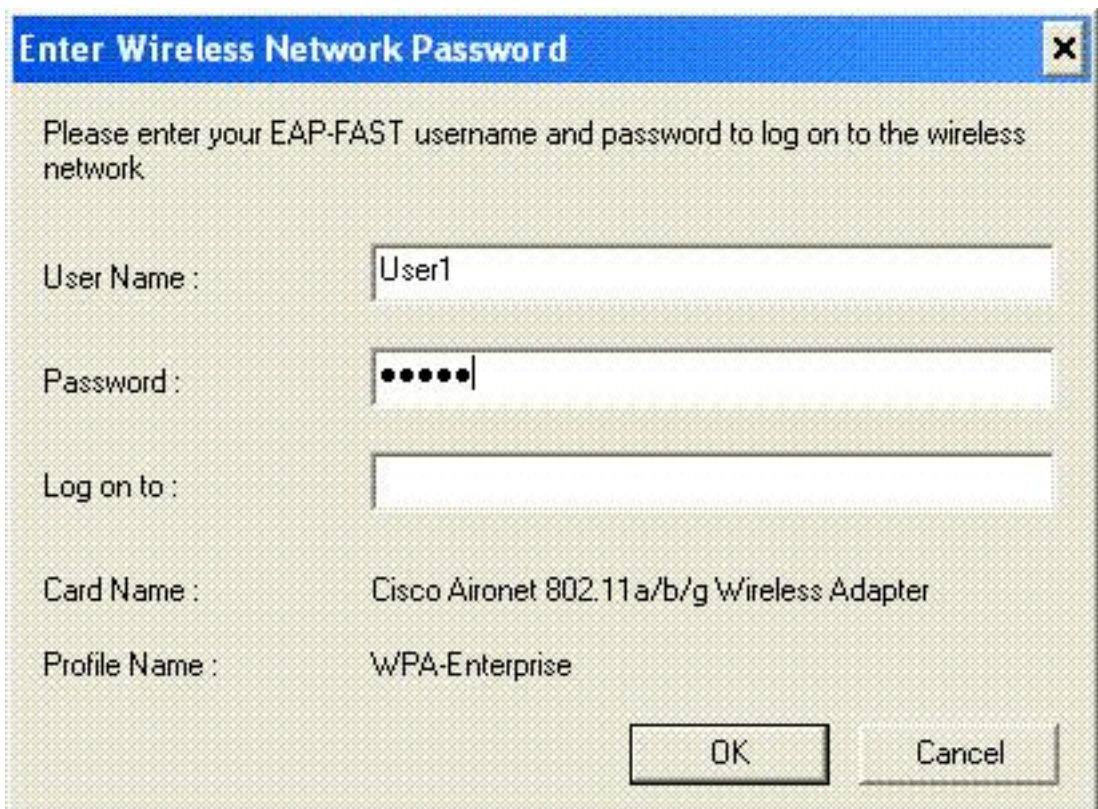 Enter Wireless Network Password
Please enter your EAP-FAST username and password to log on to the wireless
network
User Name : User1
Password : •••••
Log on to :
Card Name : Cisco Aironet 802.11a/b/g Wireless Adapter
Profile Name : WPA-Enterprise
OK Cancel